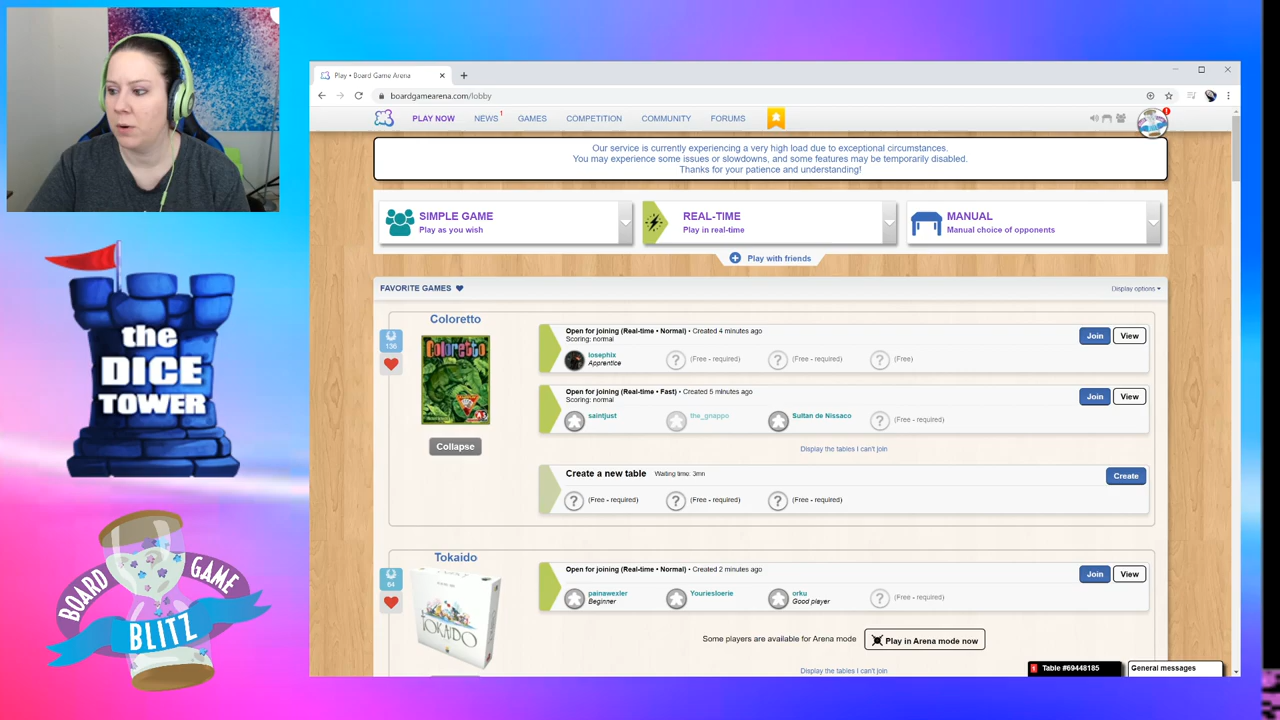 the
DICE
TOWER
BOARD GAME
BLITZ
Play • Board Game Arena
boardgamearena.com/lobby
PLAY NOW
NEWS
!
GAMES
COMPETITION
COMMUNITY
FORUMS
Our service is currently experiencing a very high load due to exceptional circumstances.
You may experience some issues or slowdowns, and some features may be temporarily disabled.
Thanks for your patience and understanding!
SIMPLE GAME
Play as you wish
REAL-TIME
Play in real-time
MANUAL
Manual choice of opponents
Play with friends
FAVORITE GAMES
Display options
Coloretto
138
Coloretto
Collapse
Open for joining (Real-time • Normal) • Created 4 minutes ago
Scoring: normal
Join
View
Iosephix
Apprentice
? (Free - required)
? (Free - required)
? (Free)
Open for joining (Real-time • Fast) • Created 5 minutes ago
Scoring: normal
Join
View
saintjust
the_gnappo
Sultan de Nissaco
? (Free - required)
Display the tables I can't join
Create a new table Waiting time: 3mn
Create
? (Free - required)
? (Free - required)
? (Free - required)
Tokaido
64
TOKAIDO
Open for joining (Real-time • Normal) • Created 2 minutes ago
Join
View
painawexler
Beginner
Youriesloerie
orku
Good player
? (Free - required)
Some players are available for Arena mode
Play in Arena mode now
Display the tables I can't join
Table #69448185
General messages